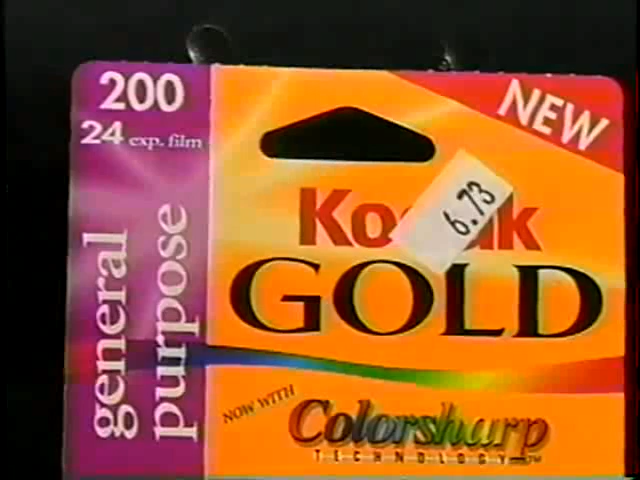 200
24 exp. film
general
purpose
NEW
Kodak
6.73
GOLD
NOW WITH
Colorsharp
TECHNOLOGY™